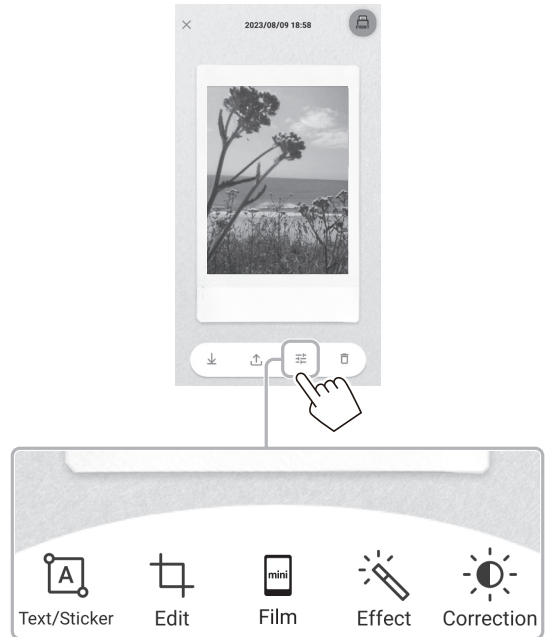 2023/08/09 18:58
A
mini
Text/Sticker
Edit
Film
Effect
Correction